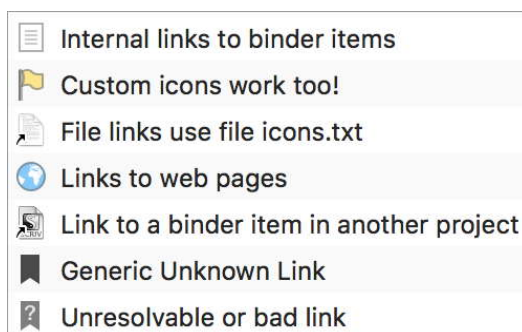 Internal links to binder items
Custom icons work too!
File links use file icons.txt
Links to web pages
Link to a binder item in another project
Generic Unknown Link
Unresolvable or bad link